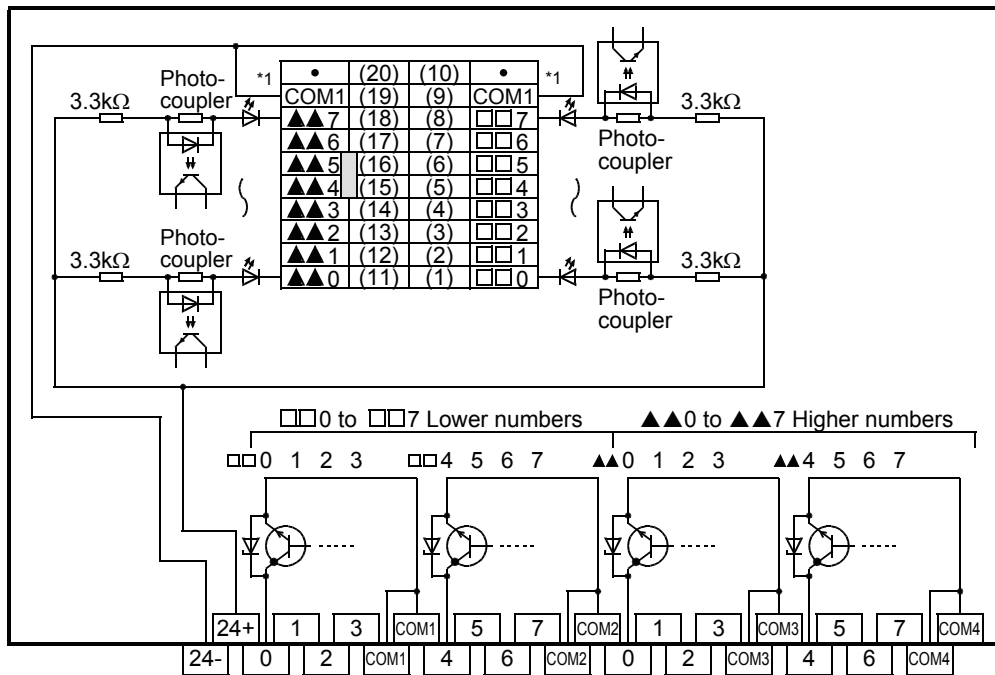 Photo-
coupler
3.3kΩ
*1 • (20) (10) • *1
COM1 (19) (9) COM1
▲▲7 (18) (8) □□7
▲▲6 (17) (7) □□6
▲▲5 (16) (6) □□5
▲▲4 (15) (5) □□4
▲▲3 (14) (4) □□3
▲▲2 (13) (3) □□2
▲▲1 (12) (2) □□1
▲▲0 (11) (1) □□0
3.3kΩ
Photo-
coupler
Photo-
coupler
3.3kΩ
3.3kΩ
Photo-
coupler
□□0 to □□7 Lower numbers ▲▲0 to ▲▲7 Higher numbers
□□0 1 2 3 □□4 5 6 7 ▲▲0 1 2 3 ▲▲4 5 6 7
24+ 1 3 COM1 5 7 COM2 1 3 COM3 5 7 COM4
24- 0 2 COM1 4 6 COM2 0 2 COM3 4 6 COM4